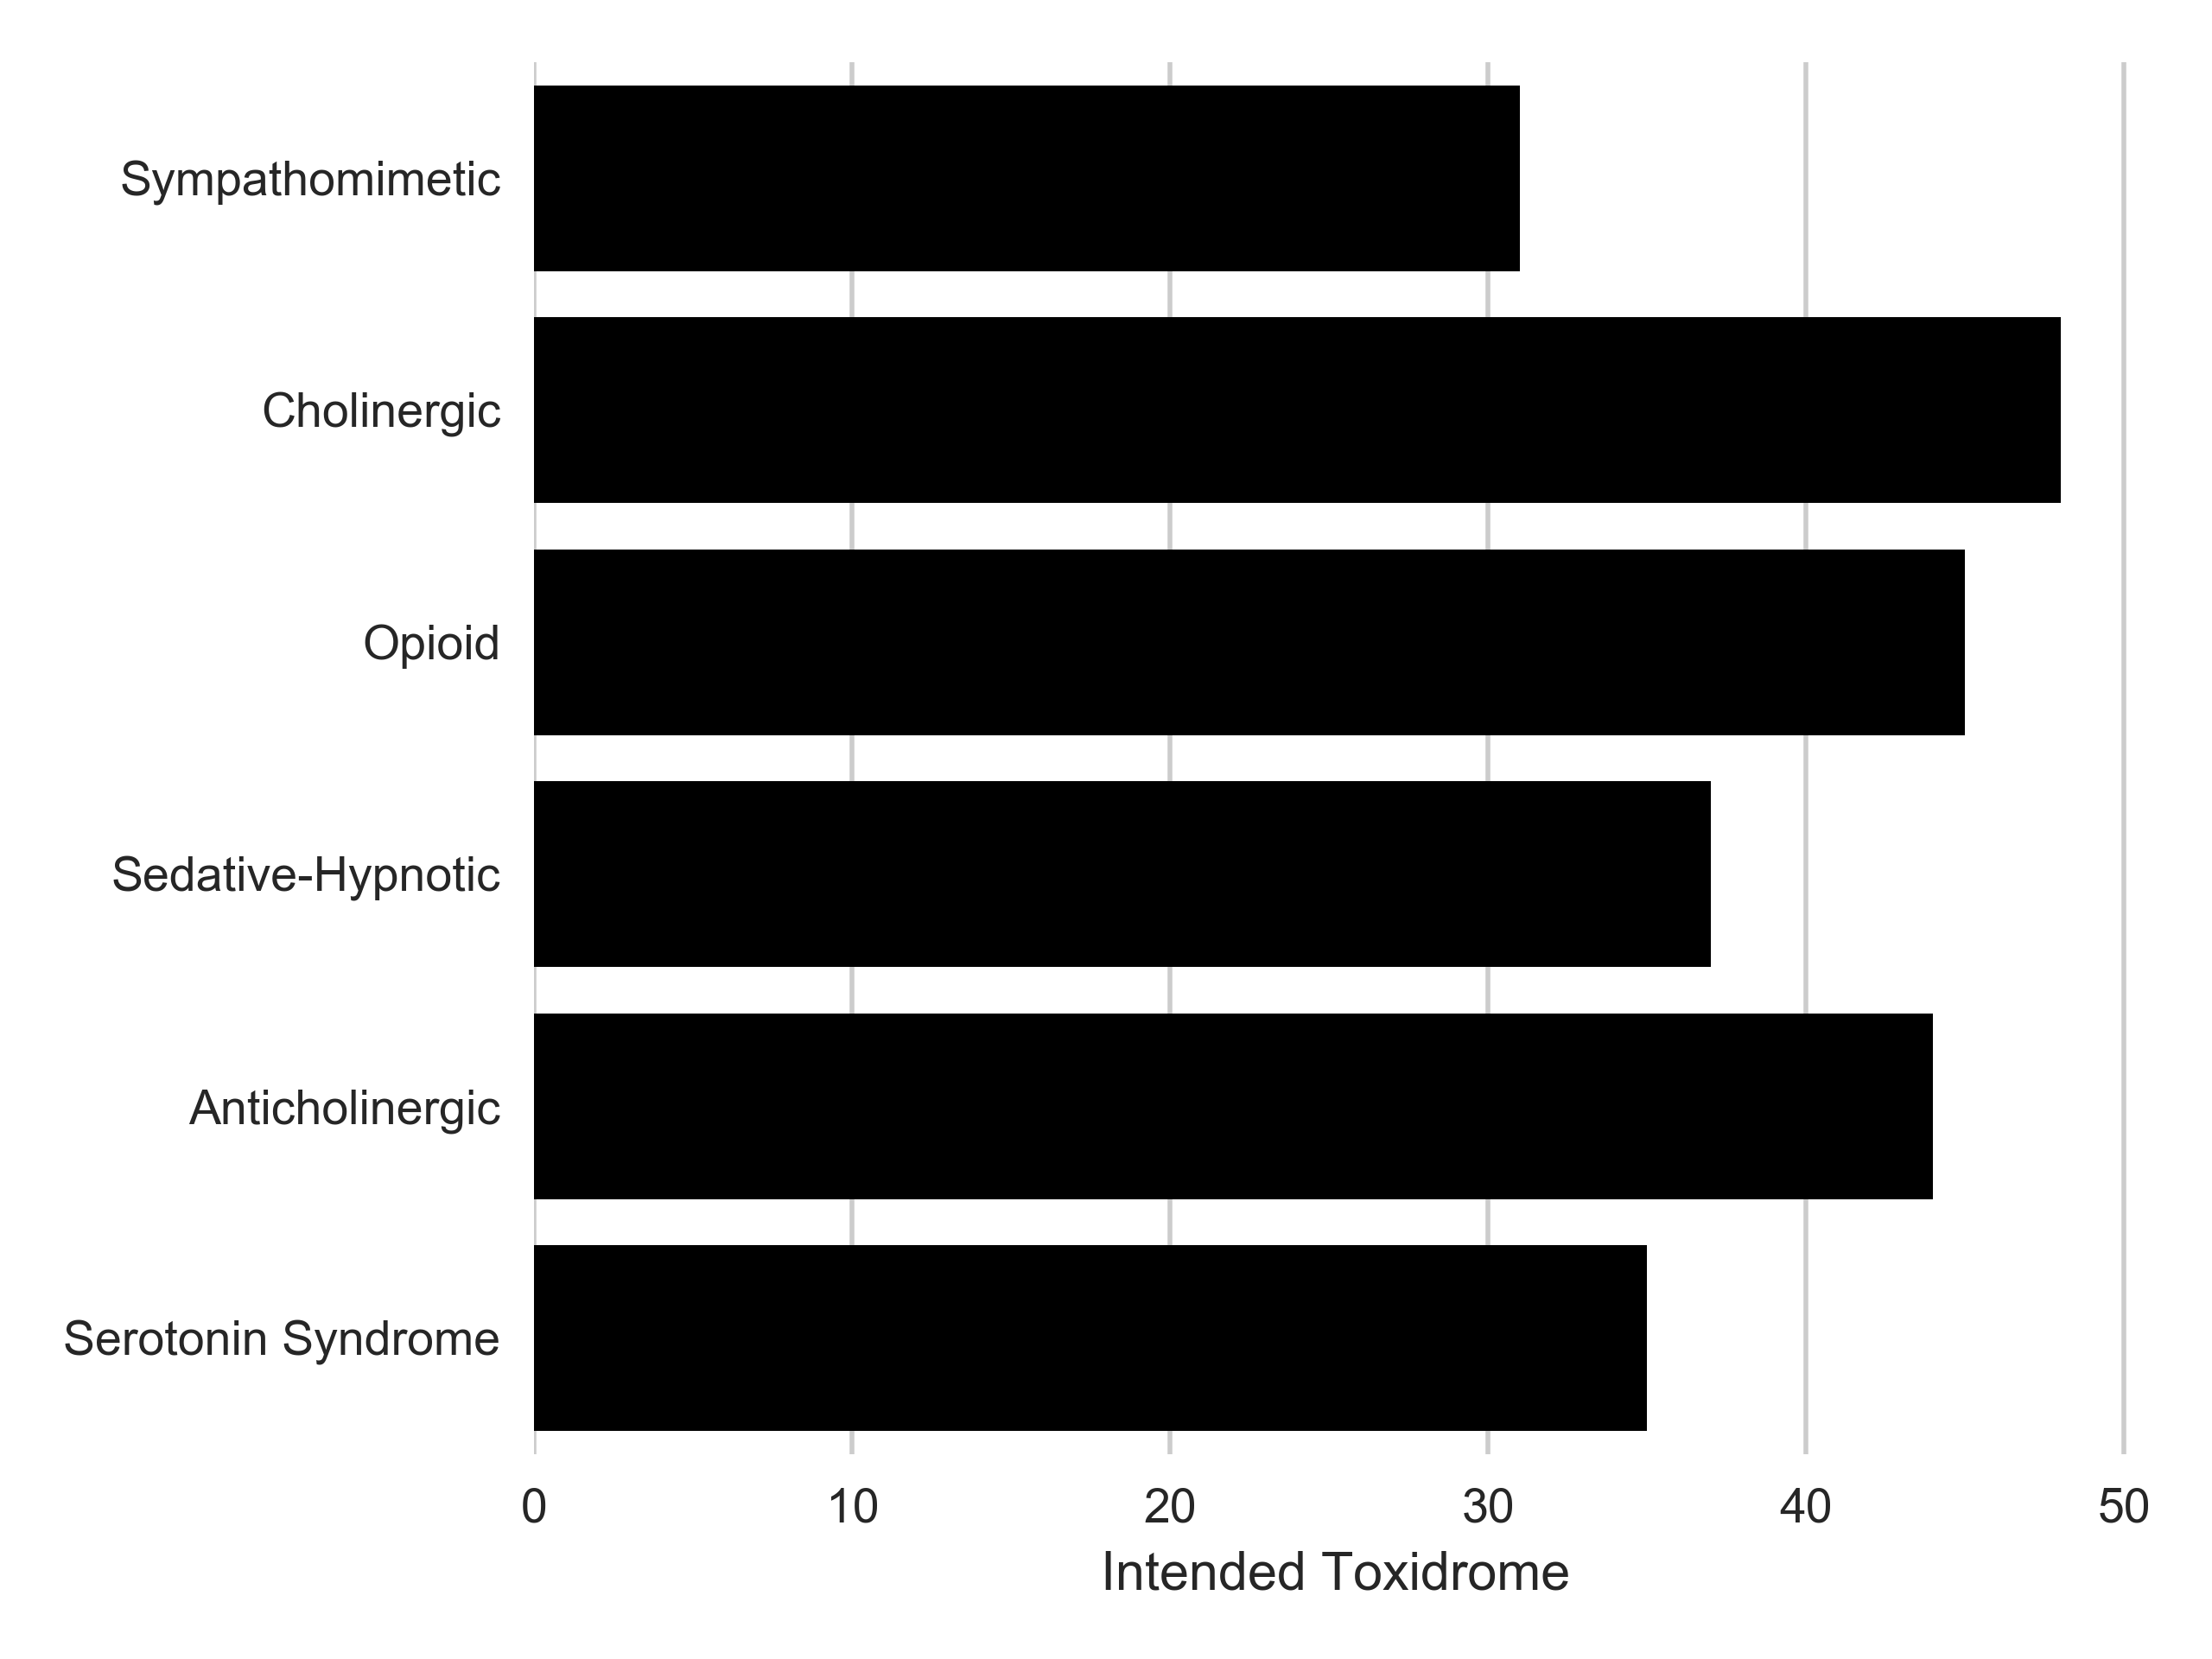 Sympathomimetic
Cholinergic
Opioid
Sedative-Hypnotic
Anticholinergic
Serotonin Syndrome
0 10 20 30 40 50
Intended Toxidrome